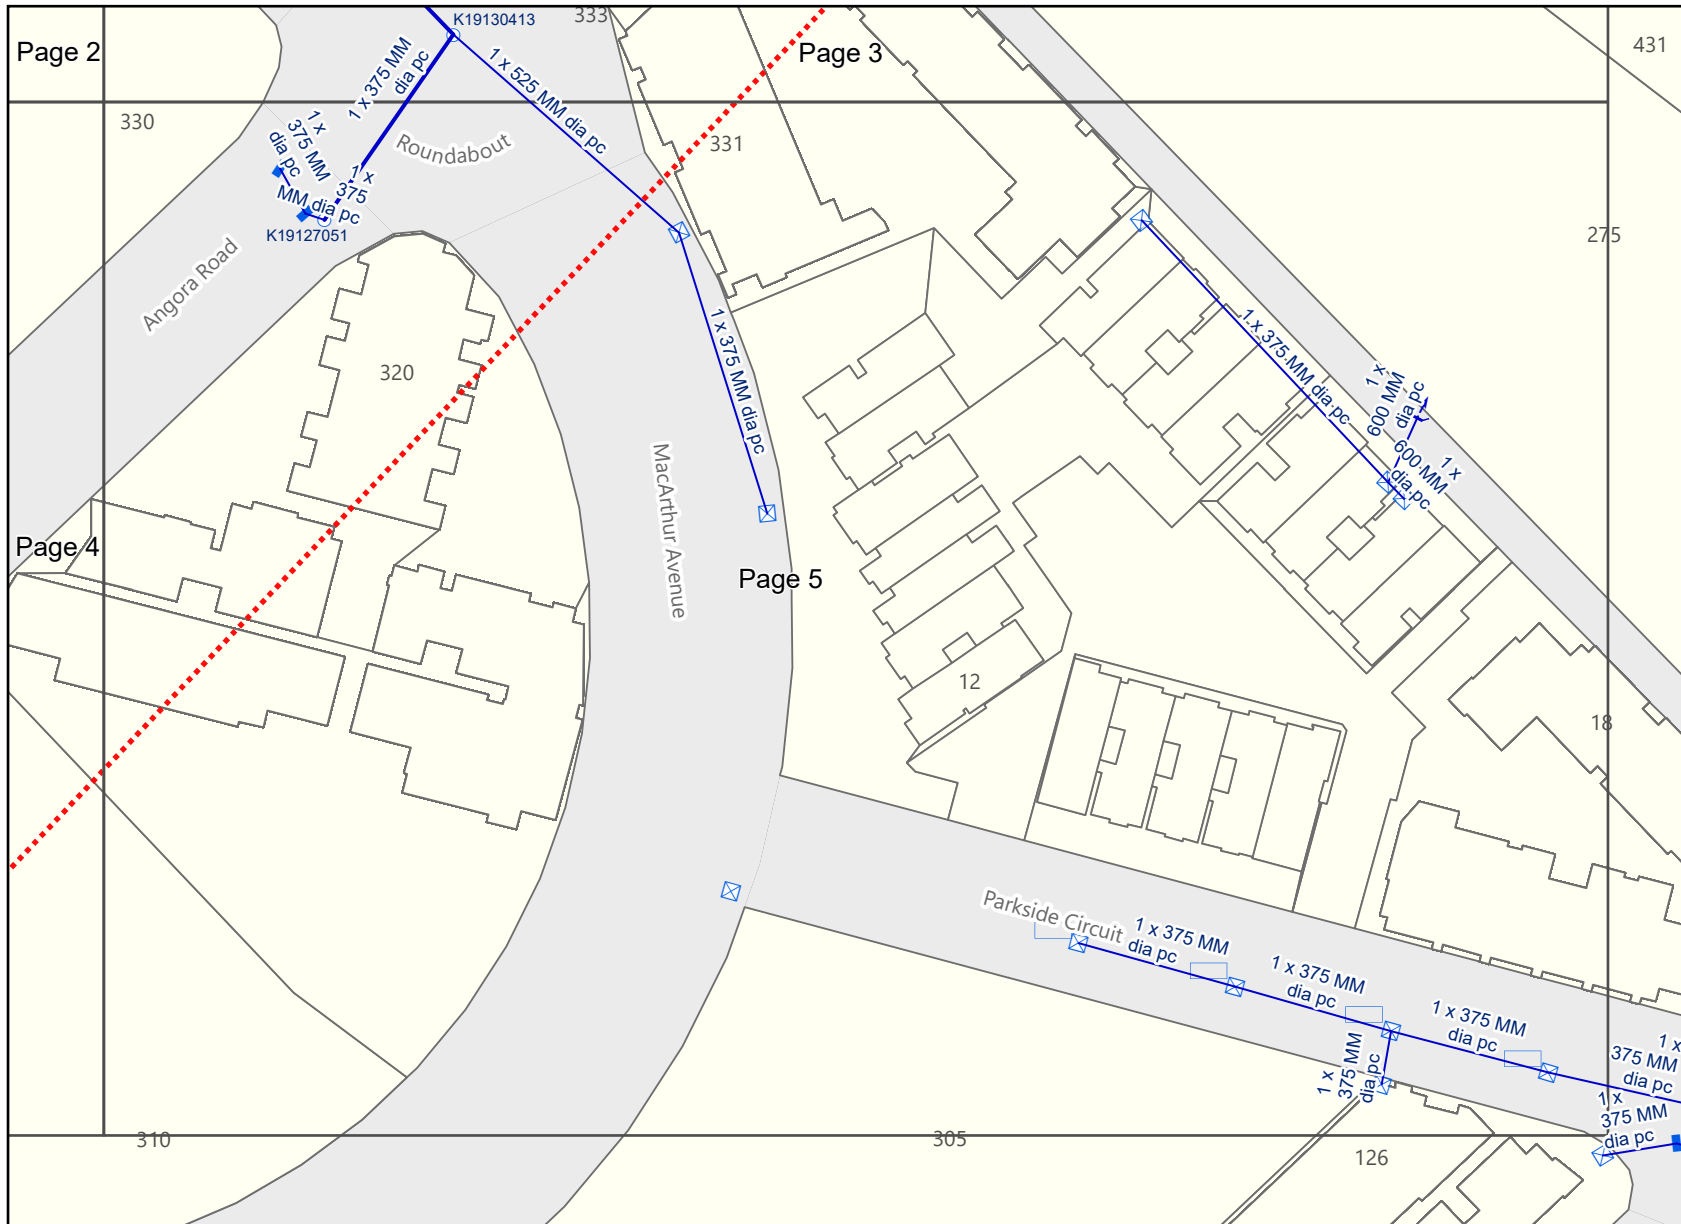 K19130413
333
Page 2
Page 3
431
1 x 375 MM
dia pc
1 x 525 MM dia pc
330
1 x
375 MM
dia pc
Roundabout
331
1 x
375
MM dia pc
K19127051
275
Angora Road
1 x 375 MM dia pc
1 x 375 MM dia pc
320
1 x
600 MM
dia pc
1 x
600 MM
dia pc
MacArthur Avenue
Page 4
Page 5
12
18
Parkside Circuit
1 x 375 MM
dia pc
1 x 375 MM
dia pc
1 x 375 MM
dia pc
1 x
375 MM
dia pc
1 x
375 MM
dia pc
1 x
375 MM
dia pc
310
305
126